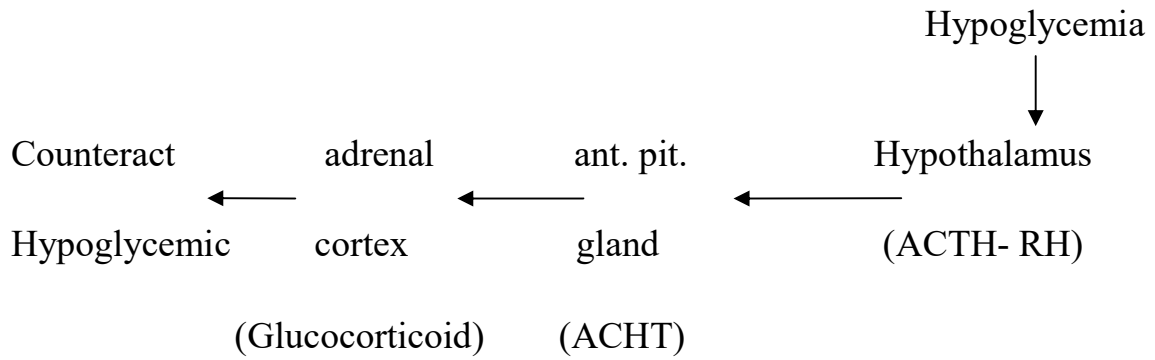 Hypoglycemia
Counteract adrenal ant. pit. Hypothalamus
Hypoglycemic cortex gland (ACTH- RH)
(Glucocorticoid) (ACHT)